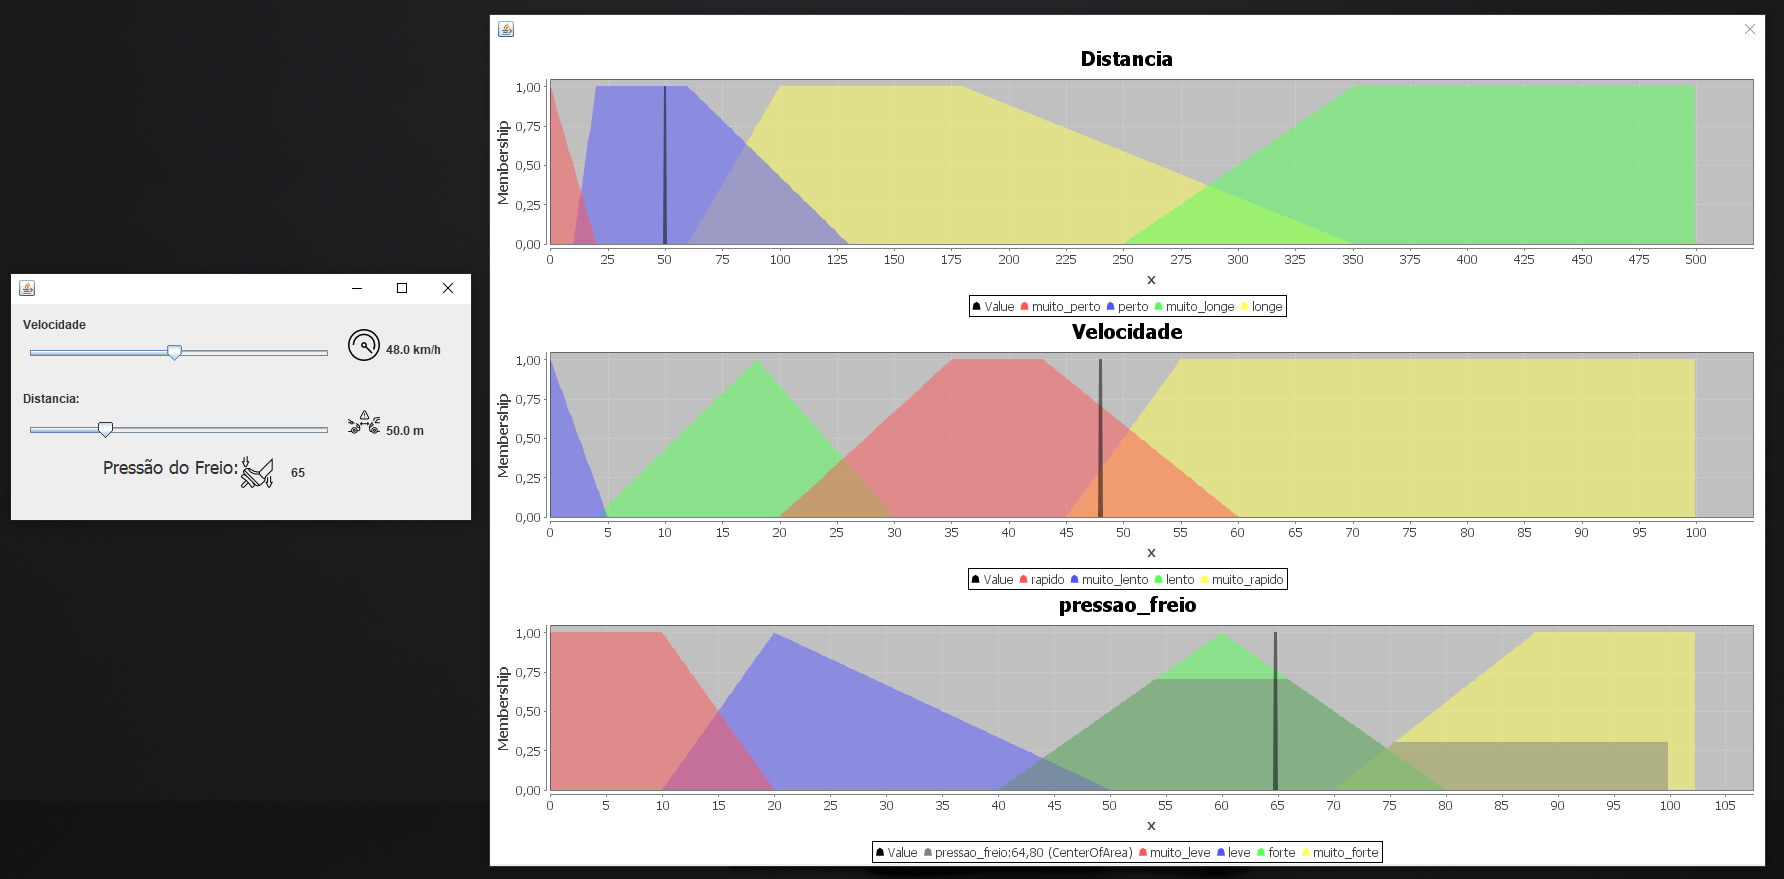 Velocidade
48.0 km/h
Distancia:
50.0 m
Pressão do Freio:
65
Distancia
Membership
1,00
0,75
0,50
0,25
0,00
0 25 50 75 100 125 150 175 200 225 250 275 300 325 350 375 400 425 450 475 500
x
Value muito_perto perto muito_longe longe
Velocidade
Membership
1,00
0,75
0,50
0,25
0,00
0 5 10 15 20 25 30 35 40 45 50 55 60 65 70 75 80 85 90 95 100
x
Value rapido muito_lento lento muito_rapido
pressao_freio
Membership
1,00
0,75
0,50
0,25
0,00
0 5 10 15 20 25 30 35 40 45 50 55 60 65 70 75 80 85 90 95 100 105
x
Value pressao_freio:64,80 (CenterOfArea) muito_leve leve forte muito_forte